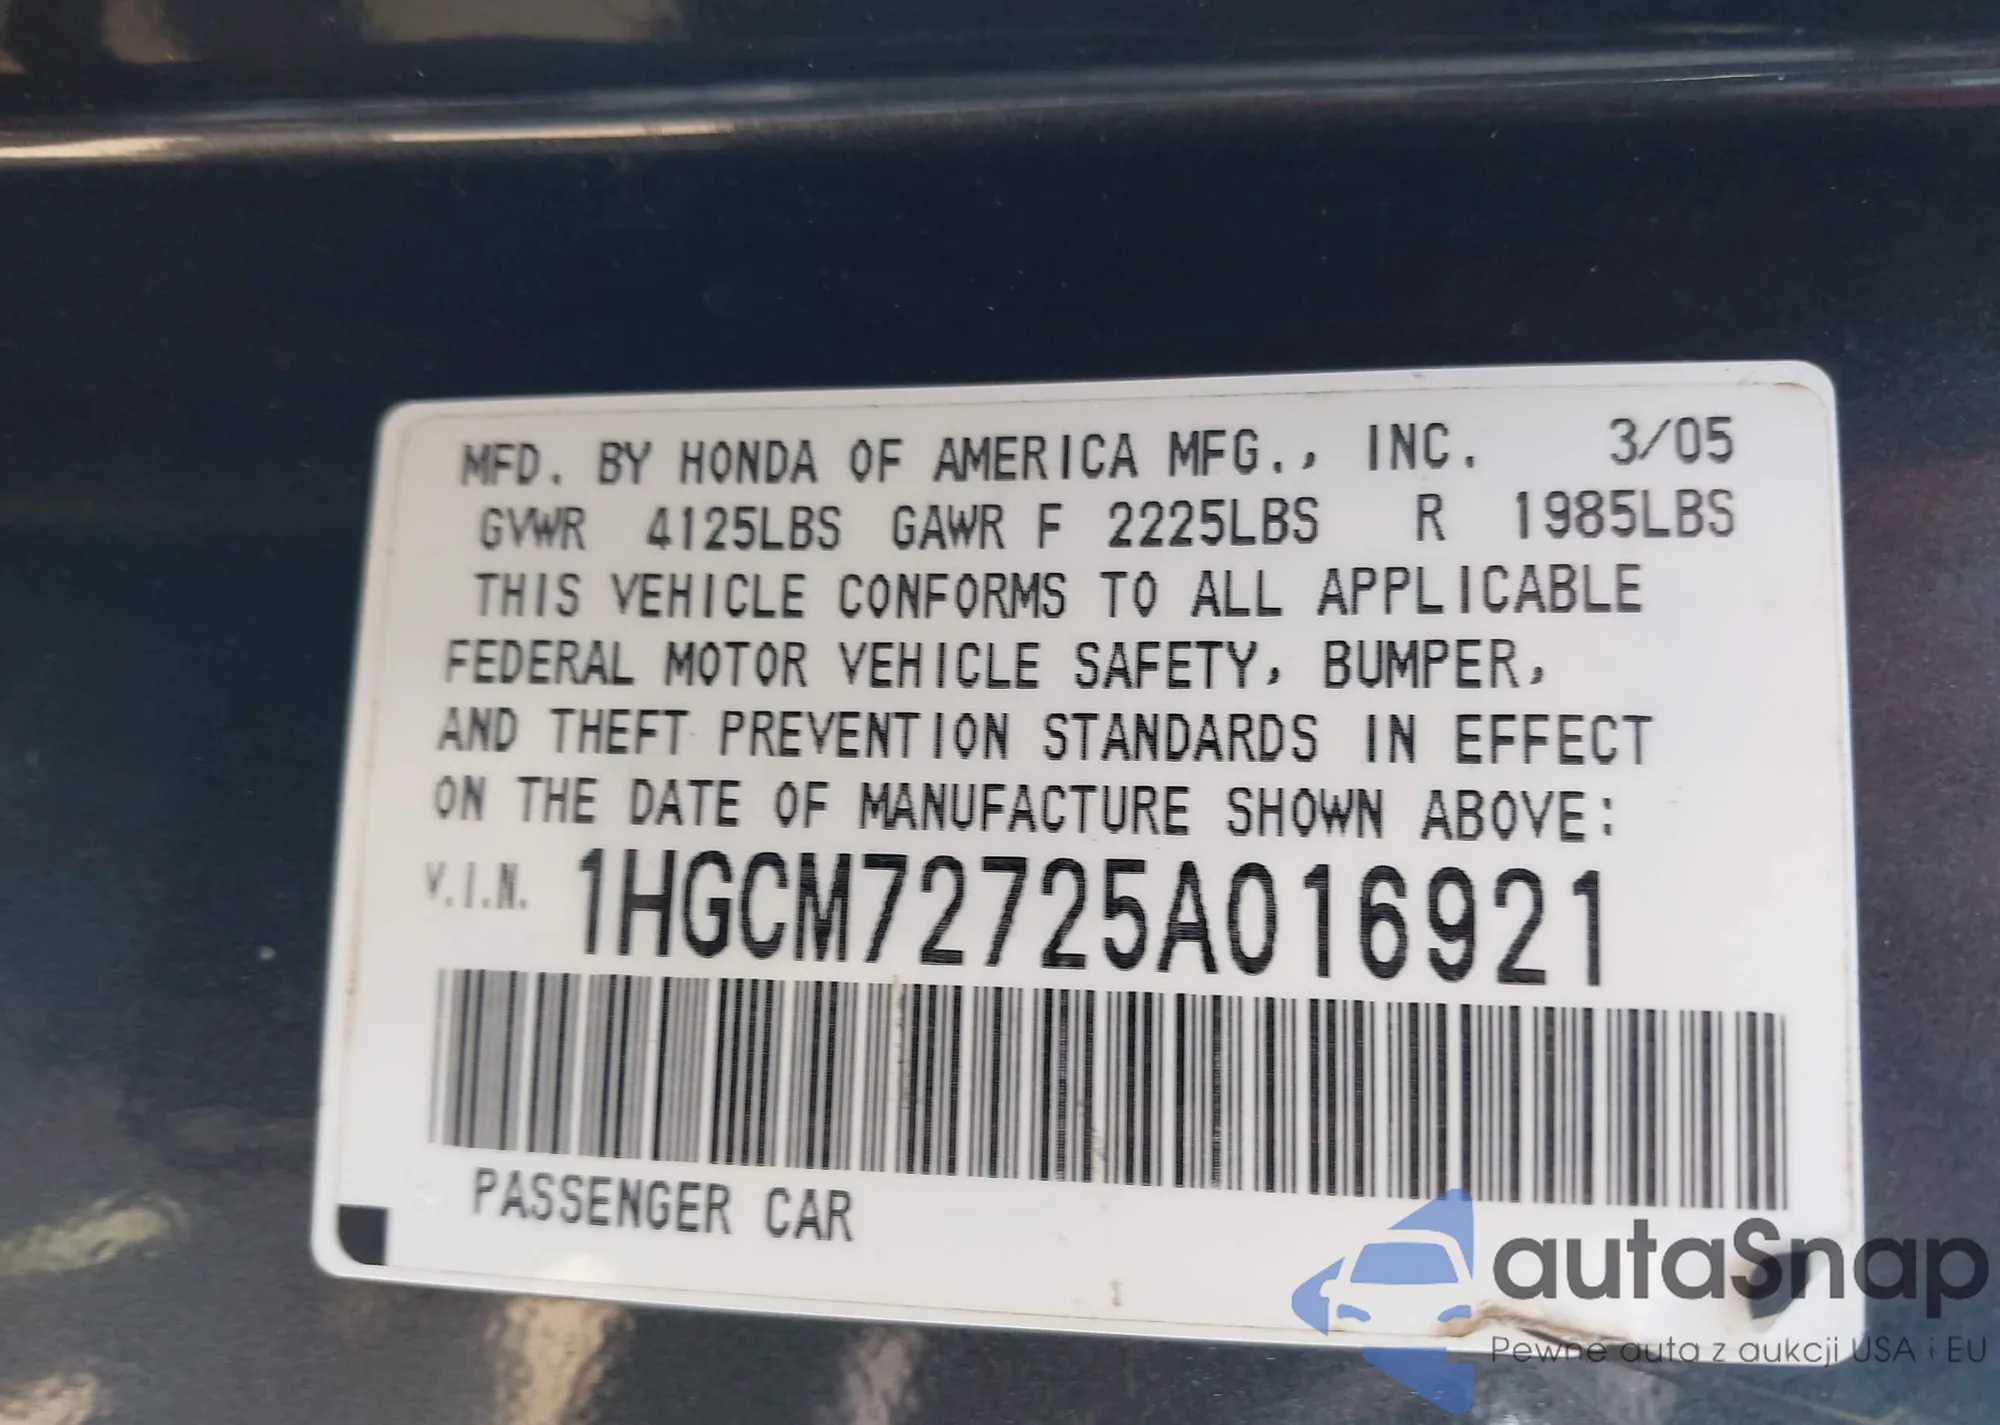 MFD. BY HONDA OF AMERICA MFG., INC. 3/05
GVWR 4125LBS GAWR F 2225LBS R 1985LBS
THIS VEHICLE CONFORMS TO ALL APPLICABLE
FEDERAL MOTOR VEHICLE SAFETY, BUMPER,
AND THEFT PREVENTION STANDARDS IN EFFECT
ON THE DATE OF MANUFACTURE SHOWN ABOVE:
V.I.N. 1HGCM72725A016921
PASSENGER CAR
autaSnap
Pewne auta z aukcji USA i EU